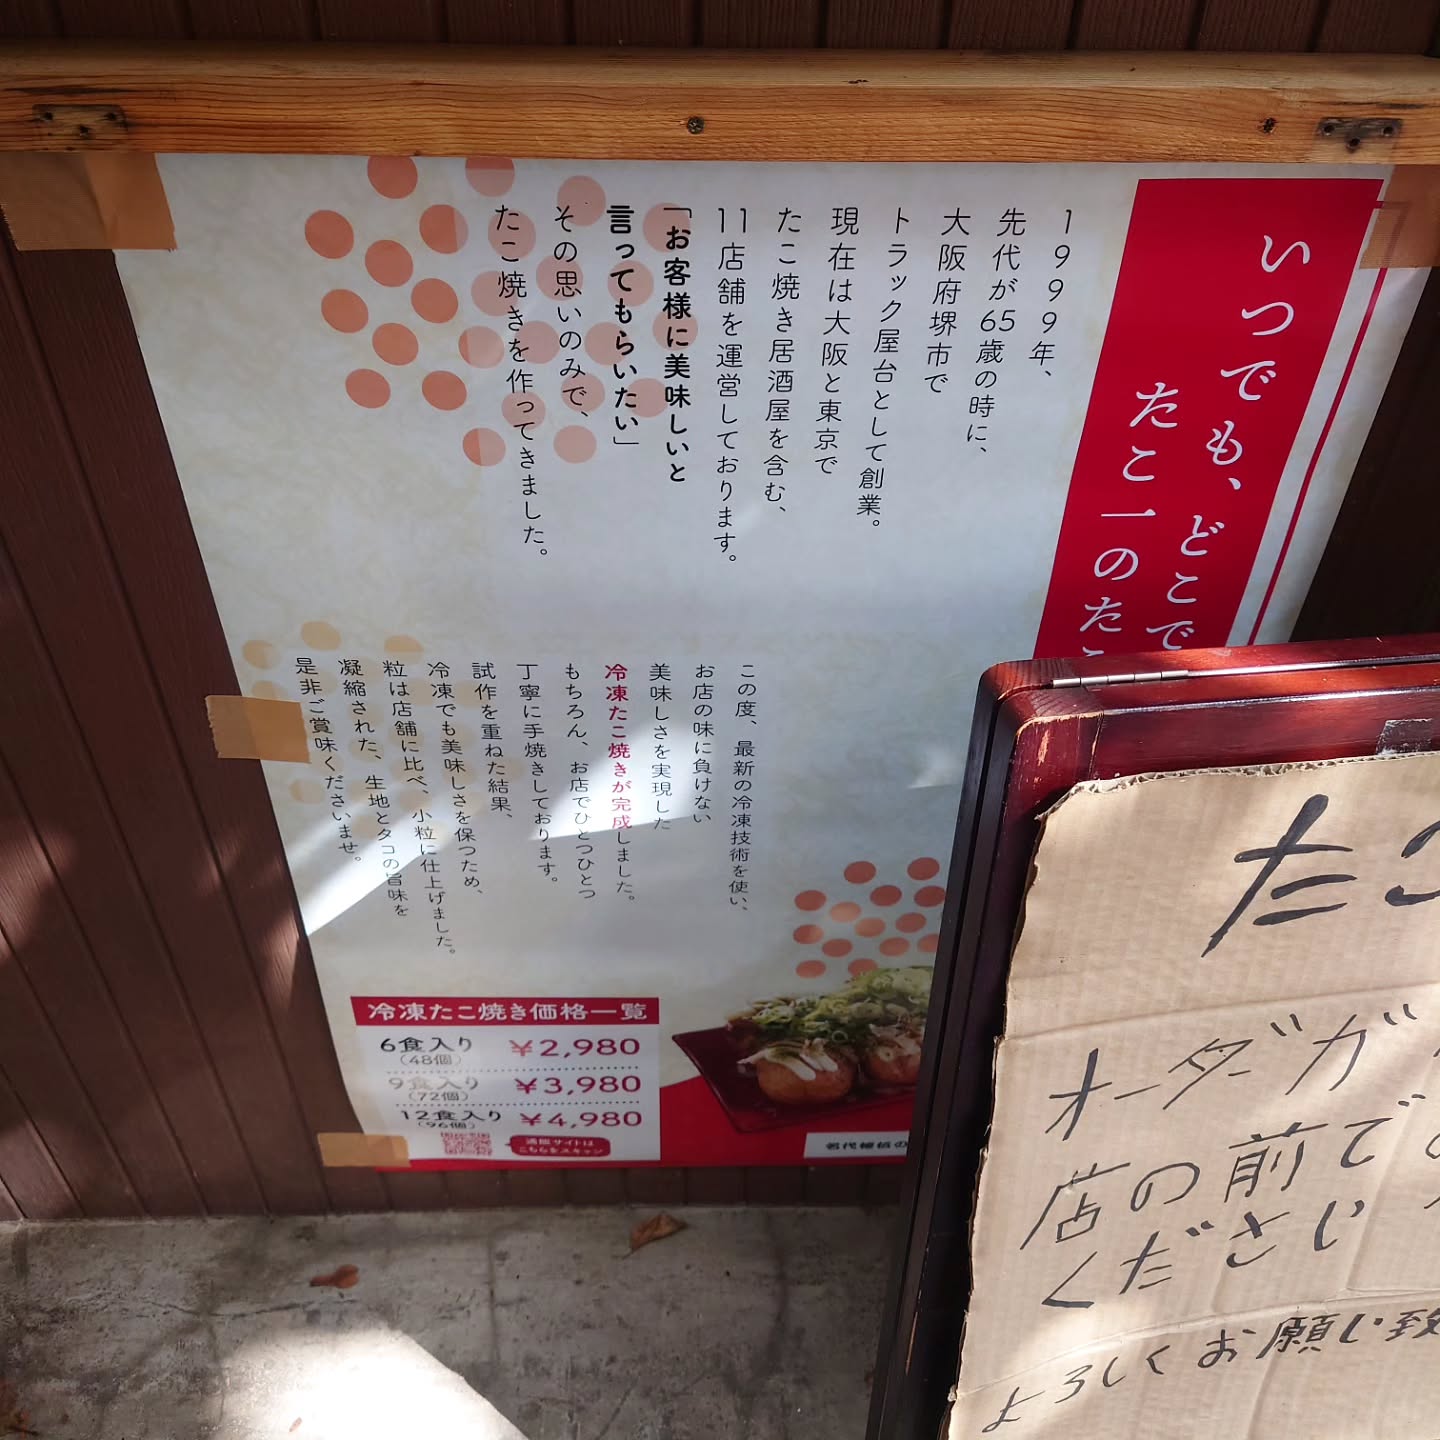 いつでも、どこで
たこ一のたこ
1999年、
先代が65歳の時に、
大阪府堺市で
トラック屋台として創業。
現在は大阪と東京で
たこ焼き居酒屋を含む、
11店舗を運営しております。
「お客様に美味しいと
言ってもらいたい」
その思いのみで、
たこ焼きを作ってきました。
この度、最新の冷凍技術を使い、
お店の味に負けない
美味しさを実現した
冷凍たこ焼きが完成しました。
もちろん、お店でひとつひとつ
丁寧に手焼きしております。
試作を重ねた結果、
冷凍でも美味しさを保つため、
粒は店舗に比べ、小粒に仕上げました。
凝縮された、生地とタコの旨味を
是非ご賞味くださいませ。
冷凍たこ焼き価格一覧
6食入り ¥2,980
(48個)
9食入り ¥3,980
(72個)
12食入り ¥4,980
(96個)
通販サイトは
こちらをスキャン
たこ
オーダーが
店の前で
ください
よろしくお願い致